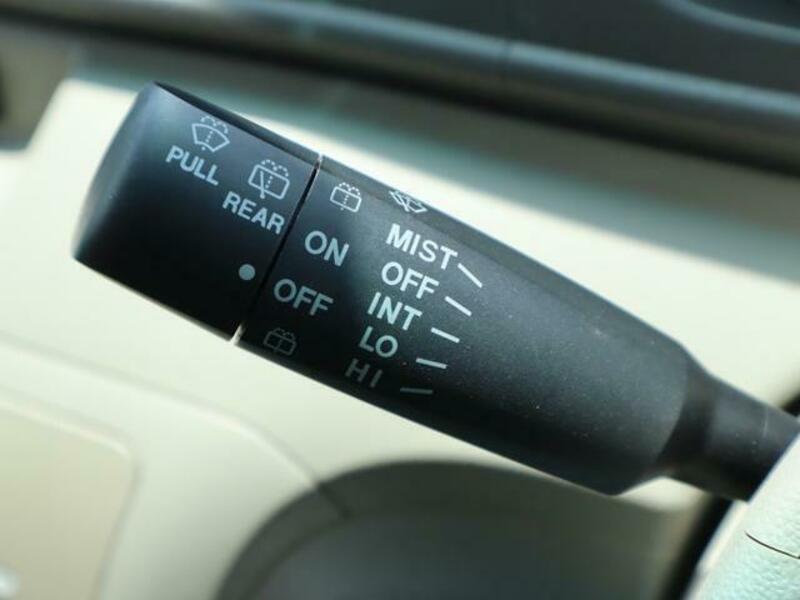 PULL
REAR
ON
OFF
MIST
OFF
INT
LO
HI